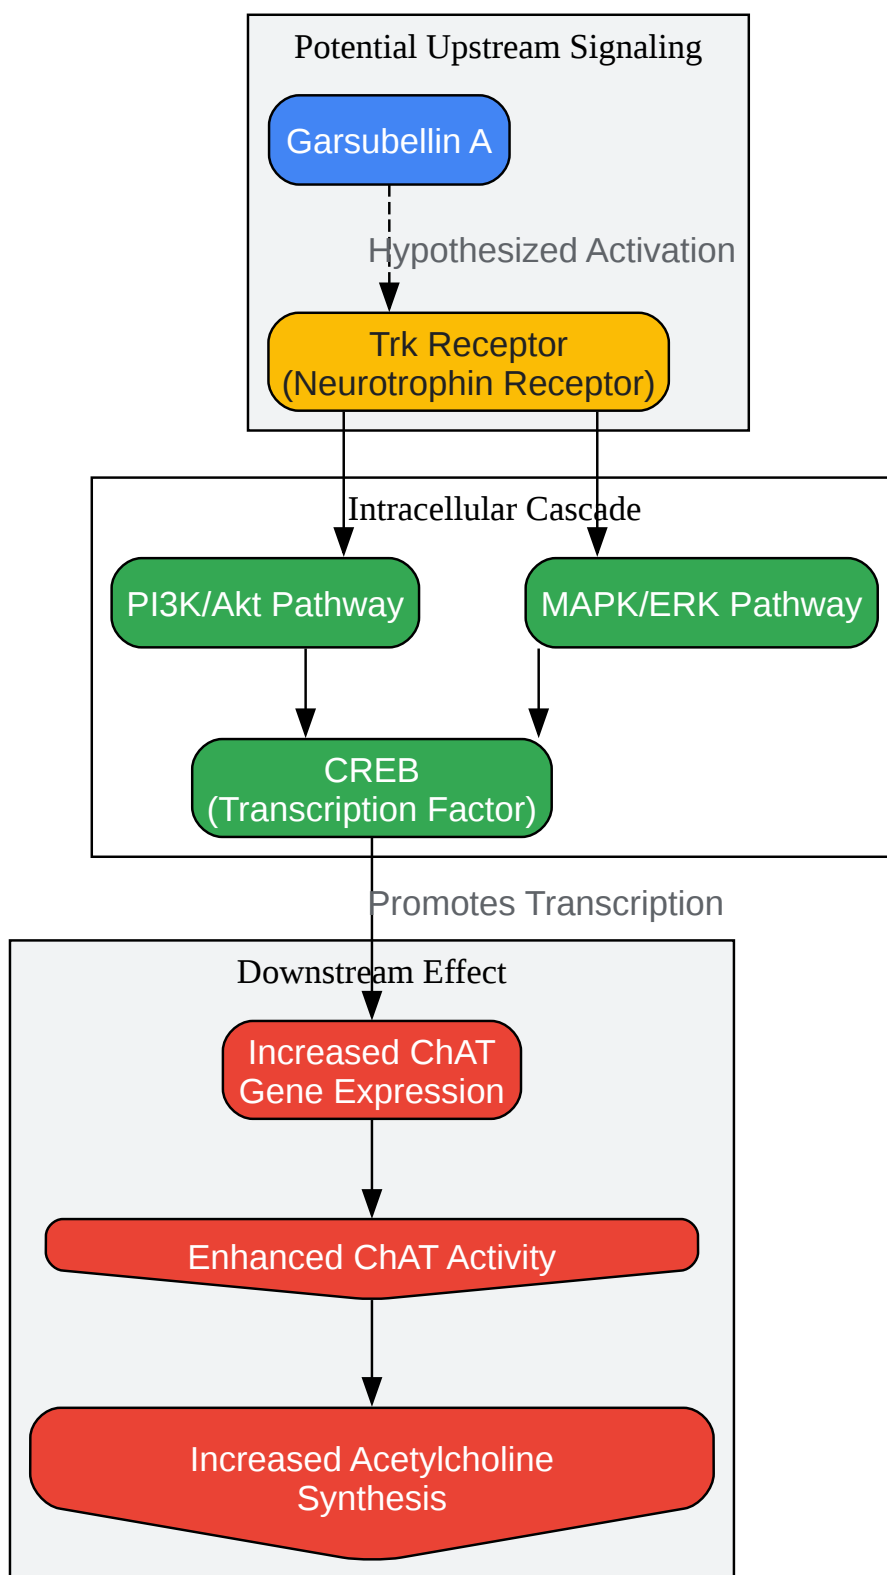 Potential Upstream Signaling
Garsubellin A
Hypothesized Activation
Trk Receptor
(Neurotrophin Receptor)
Intracellular Cascade
PI3K/Akt Pathway
MAPK/ERK Pathway
CREB
(Transcription Factor)
Promotes Transcription
Downstream Effect
Increased ChAT
Gene Expression
Enhanced ChAT Activity
Increased Acetylcholine
Synthesis